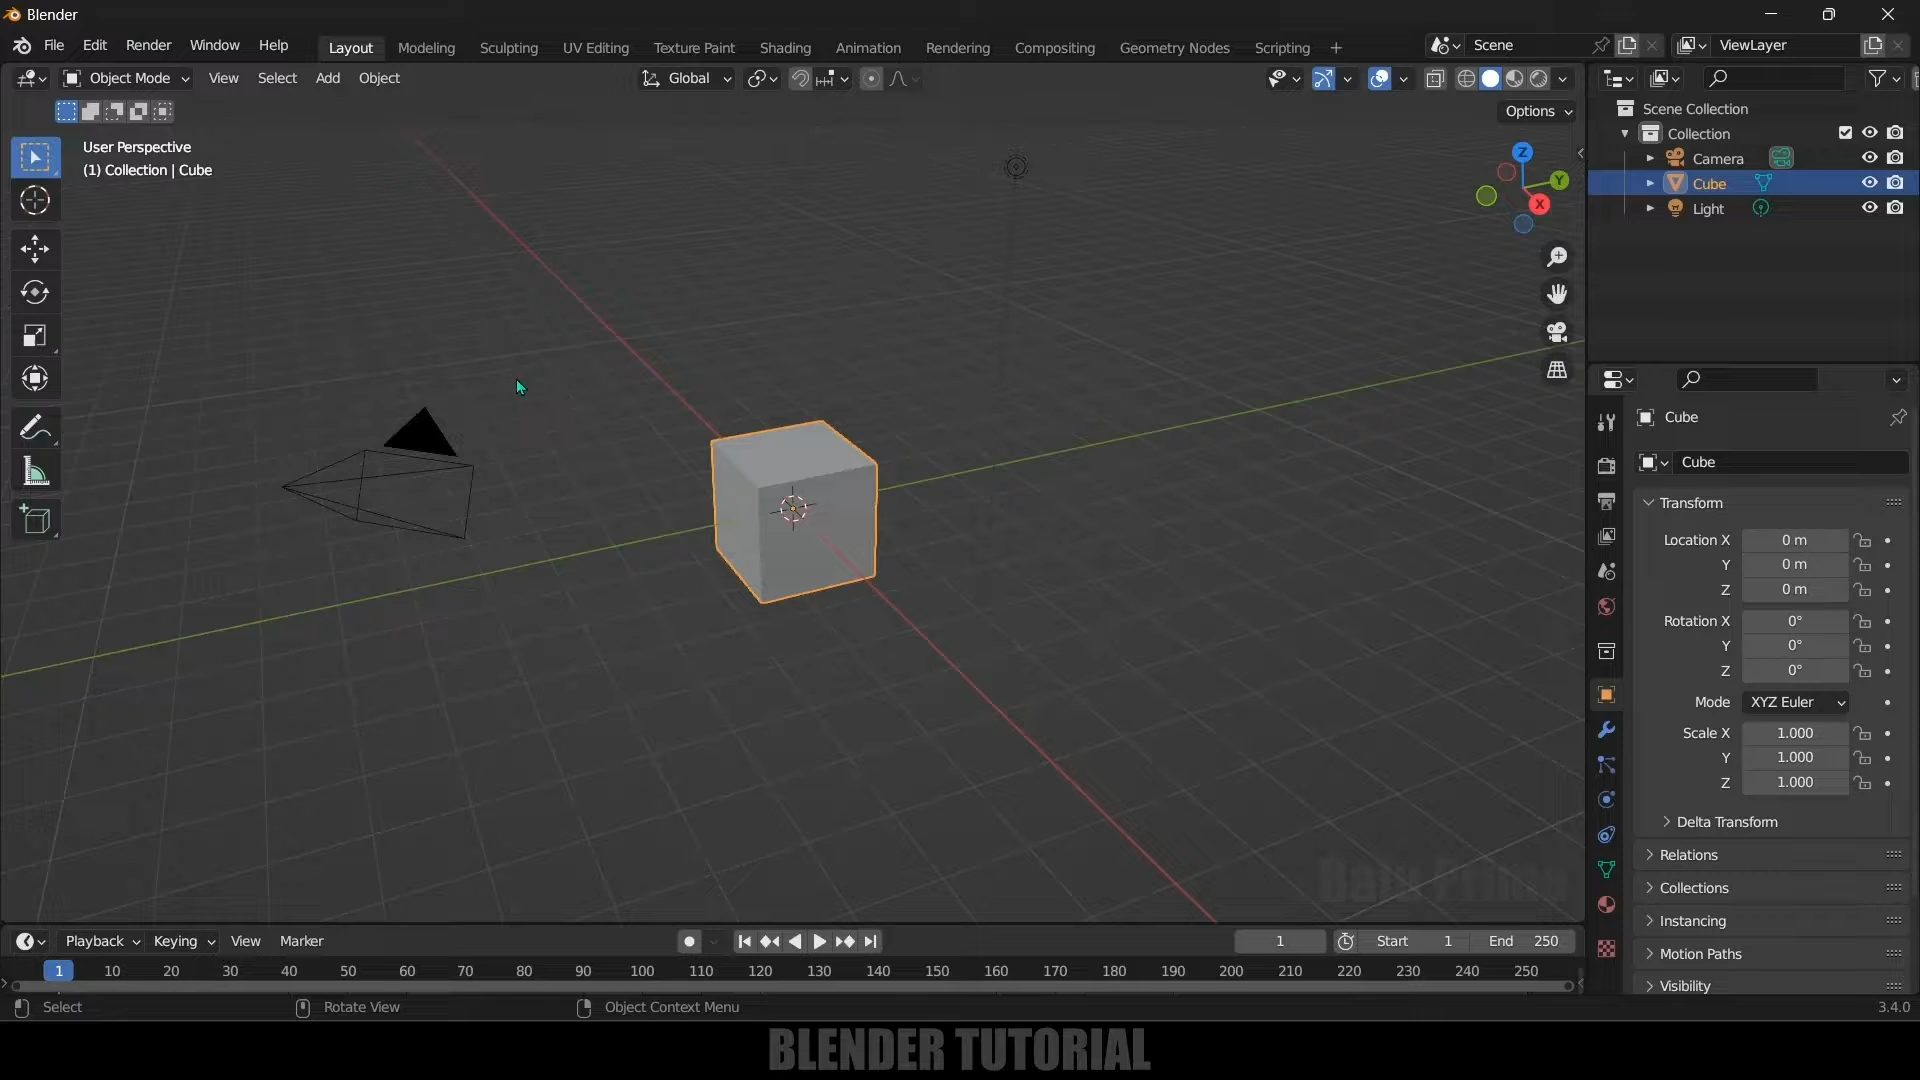 Blender
File Edit Render Window Help Layout Modeling Sculpting UV Editing Texture Paint Shading Animation Rendering Compositing Geometry Nodes Scripting + Scene ViewLayer
Object Mode View Select Add Object Global
Options
User Perspective
(1) Collection | Cube
Z
Y
X
Scene Collection
Collection
Camera
Cube
Light
Cube
Cube
Transform
Location X 0 m
Y 0 m
Z 0 m
Rotation X 0°
Y 0°
Z 0°
Mode XYZ Euler
Scale X 1.000
Y 1.000
Z 1.000
Delta Transform
Relations
Collections
Instancing
Motion Paths
Visibility
Playback Keying View Marker 1 Start 1 End 250
1 10 20 30 40 50 60 70 80 90 100 110 120 130 140 150 160 170 180 190 200 210 220 230 240 250
Select Rotate View Object Context Menu 3.4.0
BLENDER TUTORIAL